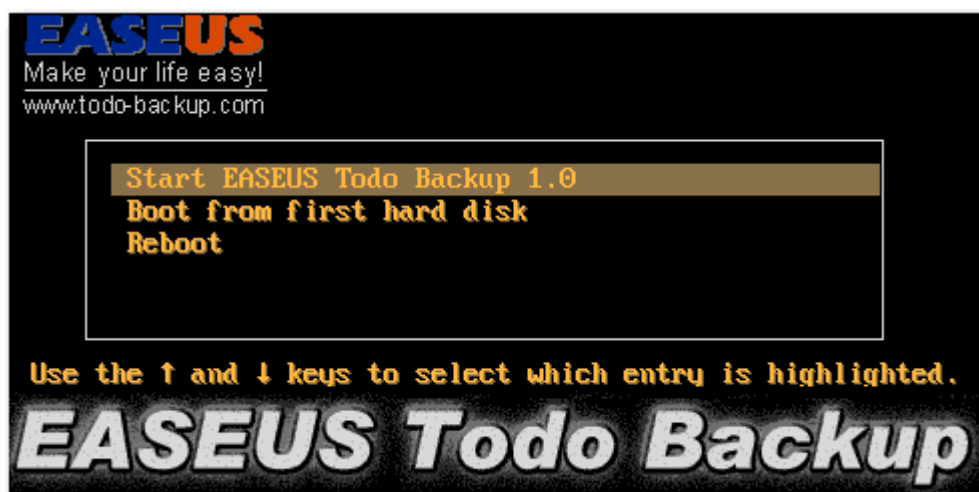 EASEUS
Make your life easy!
www.todo-backup.com
Start EASEUS Todo Backup 1.0
Boot from first hard disk
Reboot
Use the ↑ and ↓ keys to select which entry is highlighted.
EASEUS Todo Backup